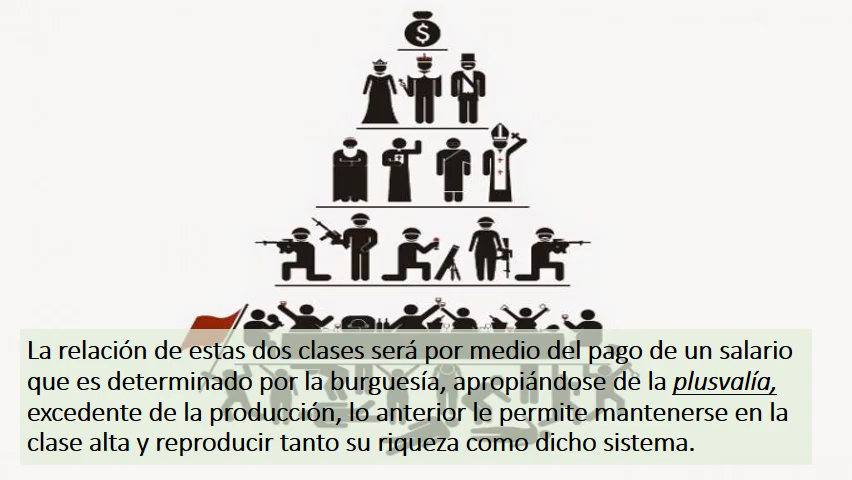 $
La relación de estas dos clases será por medio del pago de un salario
que es determinado por la burguesía, apropiándose de la plusvalía,
excedente de la producción, lo anterior le permite mantenerse en la
clase alta y reproducir tanto su riqueza como dicho sistema.